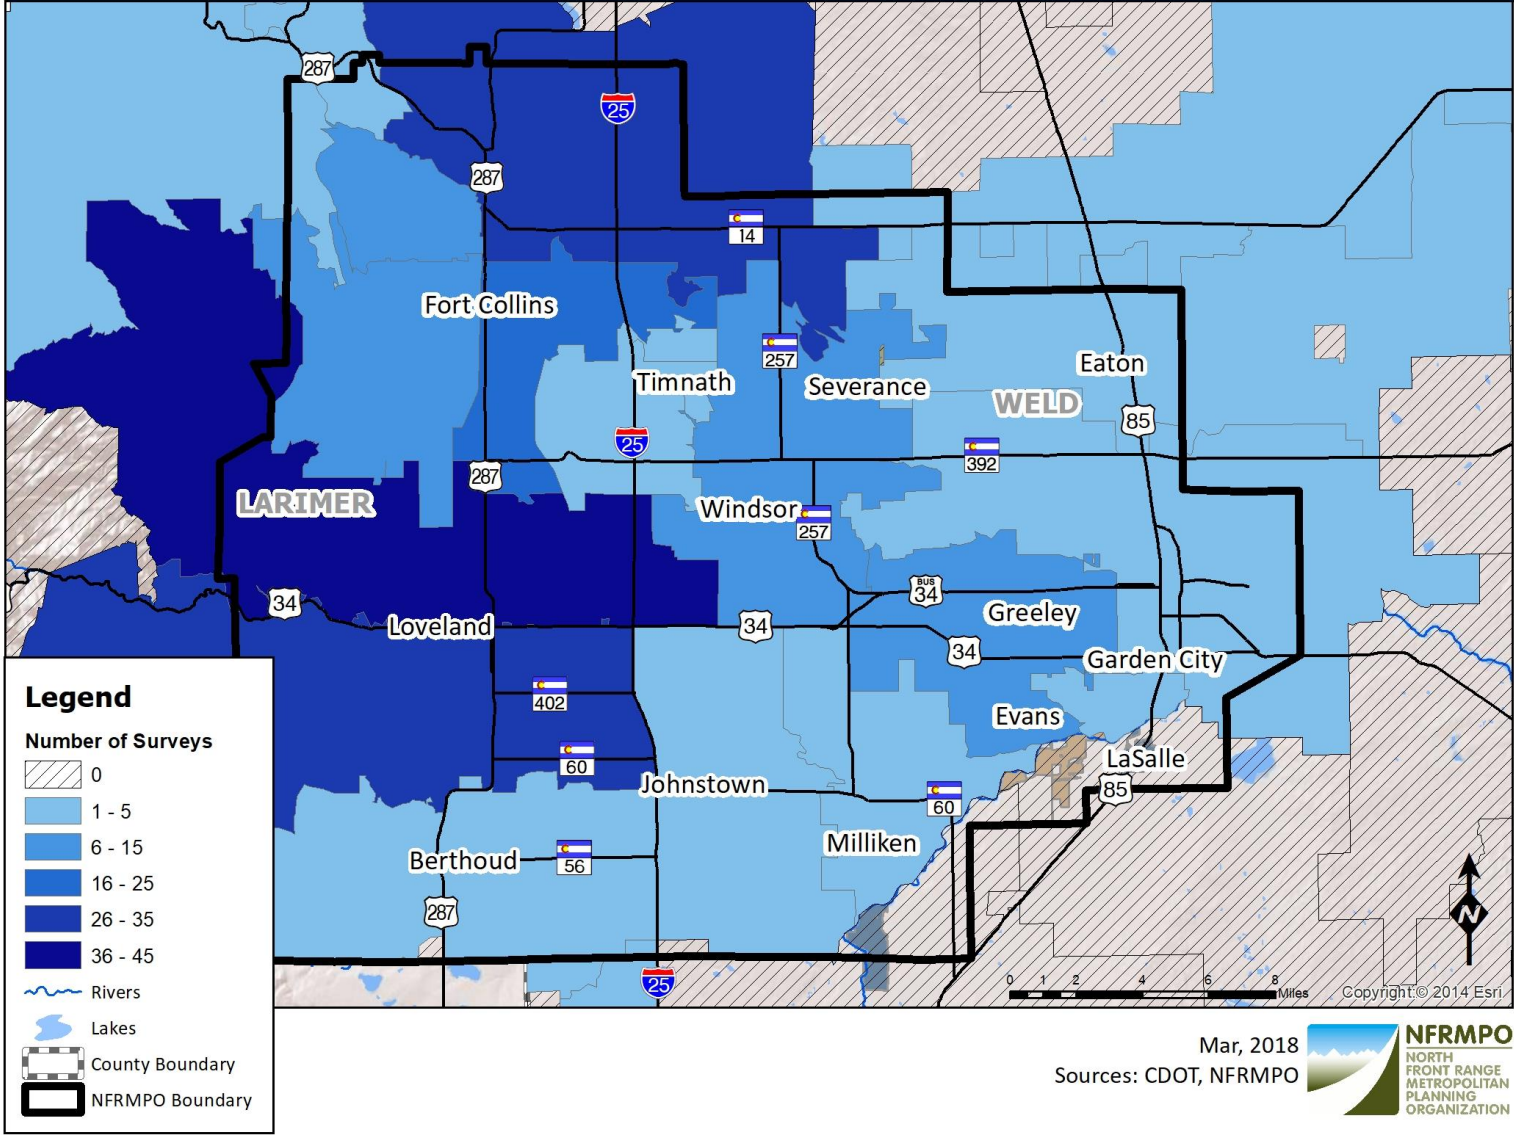 287
25
287
14
Fort Collins
257
Timnath
Severance
Eaton
WELD
85
25
392
287
LARIMER
Windsor
257
34
BUS
34
Greeley
Loveland
34
34
Garden City
402
Evans
60
LaSalle
Johnstown
85
60
Milliken
Berthoud
56
287
25
N
0 1 2 4 6 8
Miles
Copyright:© 2014 Esri
Legend
Number of Surveys
0
1 - 5
6 - 15
16 - 25
26 - 35
36 - 45
Rivers
Lakes
County Boundary
NFRMPO Boundary
Mar, 2018
Sources: CDOT, NFRMPO
NFRMPO
NORTH
FRONT RANGE
METROPOLITAN
PLANNING
ORGANIZATION